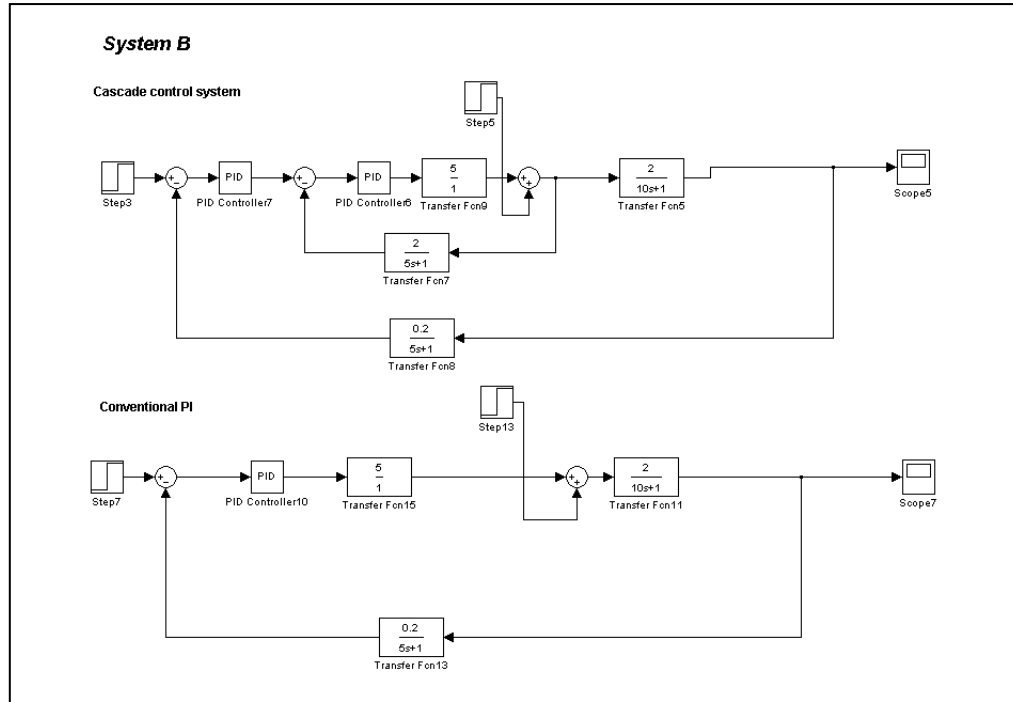 System B
Cascade control system
Step5
Step3
+
−
PID
PID Controller7
+
−
PID
PID Controller6
5
1
Transfer Fcn9
+
+
2
10s+1
Transfer Fcn5
Scope5
2
5s+1
Transfer Fcn7
0.2
5s+1
Transfer Fcn8
Conventional PI
Step13
Step7
+
−
PID
PID Controller10
5
1
Transfer Fcn15
+
+
2
10s+1
Transfer Fcn11
Scope7
0.2
5s+1
Transfer Fcn13